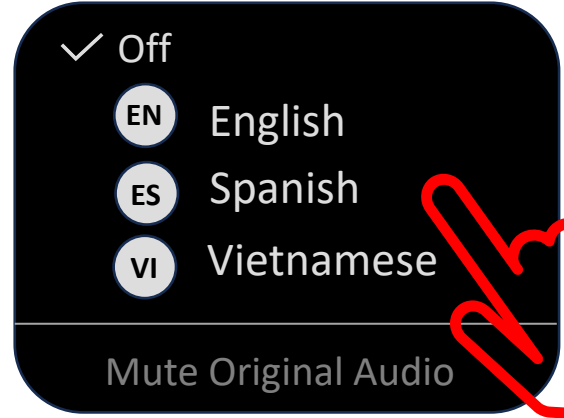 Off
EN English
ES Spanish
VI Vietnamese
Mute Original Audio